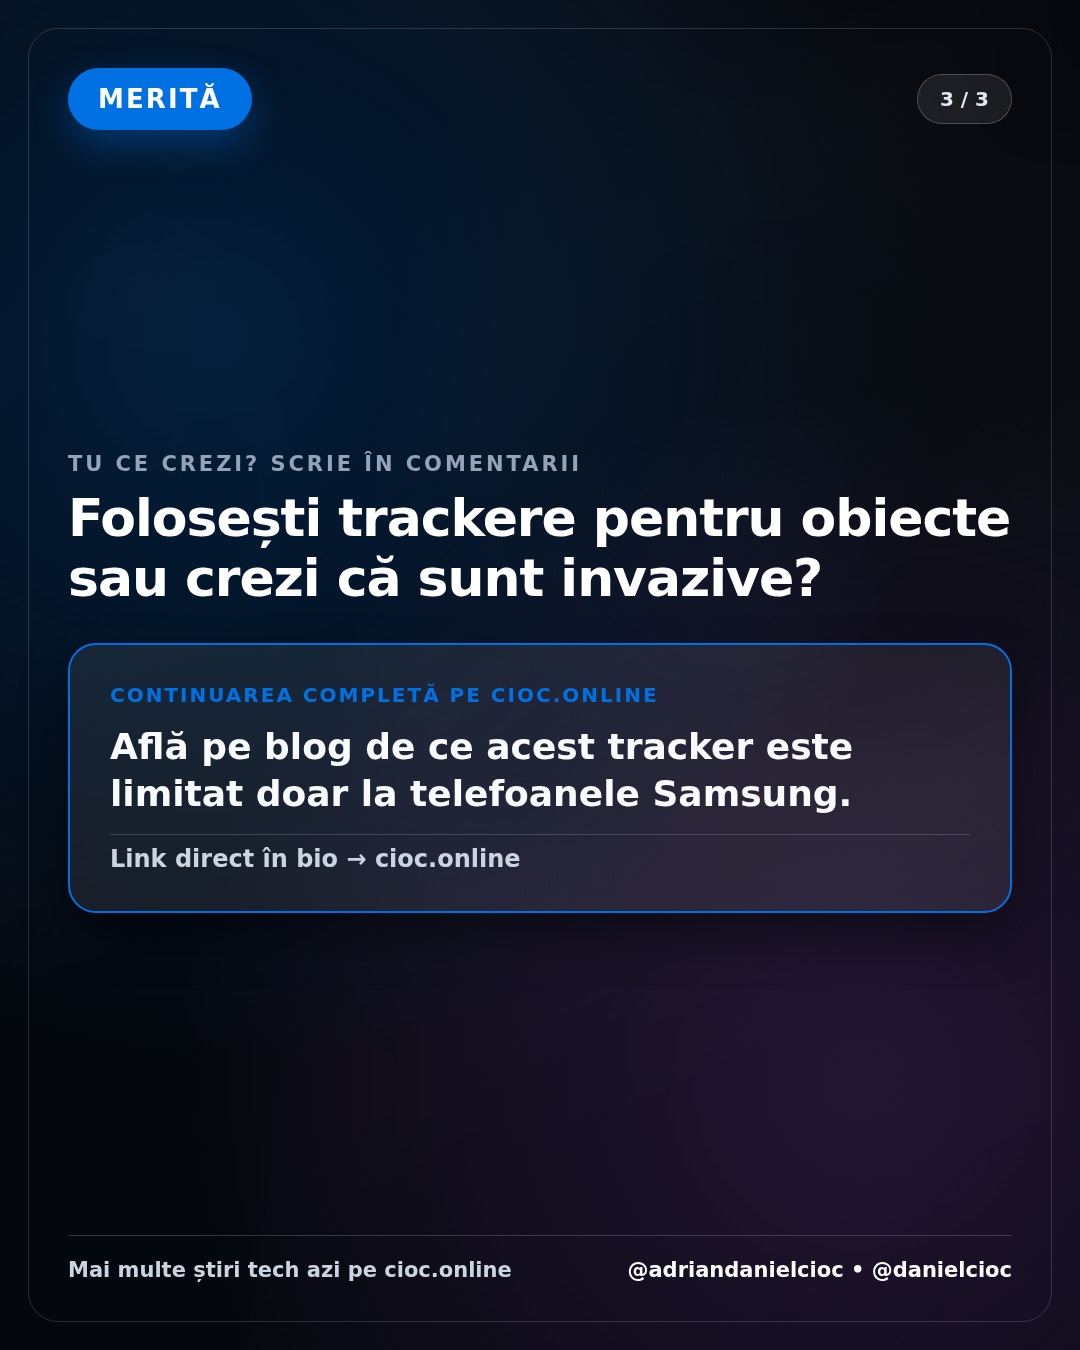 MERITĂ
3 / 3
TU CE CREZI? SCRIE ÎN COMENTARII
Folosești trackere pentru obiecte
sau crezi că sunt invazive?
CONTINUAREA COMPLETĂ PE CIOC.ONLINE
Află pe blog de ce acest tracker este
limitat doar la telefoanele Samsung.
Link direct în bio → cioc.online
Mai multe știri tech azi pe cioc.online
@adriandanielcioc • @danielcioc